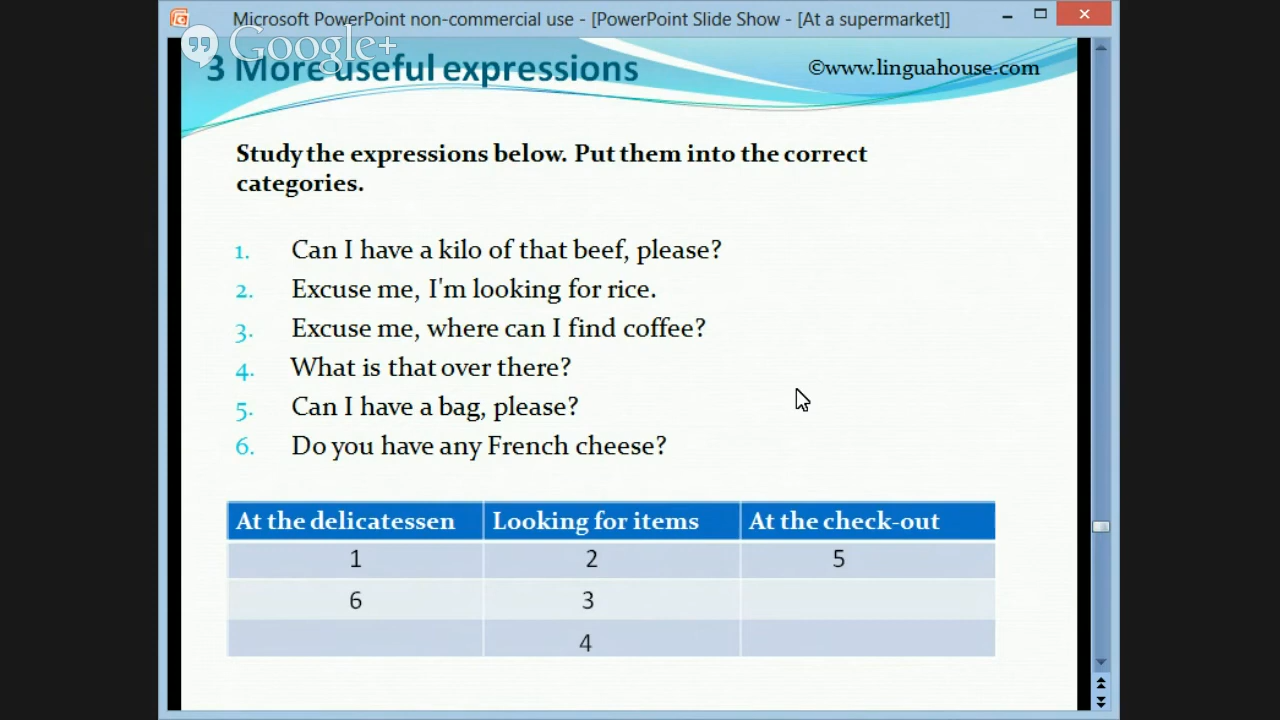 Microsoft PowerPoint non-commercial use - [PowerPoint Slide Show - [At a supermarket]]
Google+
3 More useful expressions
©www.linguahouse.com
Study the expressions below. Put them into the correct
categories.
1. Can I have a kilo of that beef, please?
2. Excuse me, I'm looking for rice.
3. Excuse me, where can I find coffee?
4. What is that over there?
5. Can I have a bag, please?
6. Do you have any French cheese?
At the delicatessen Looking for items At the check-out
1 2 5
6 3
4